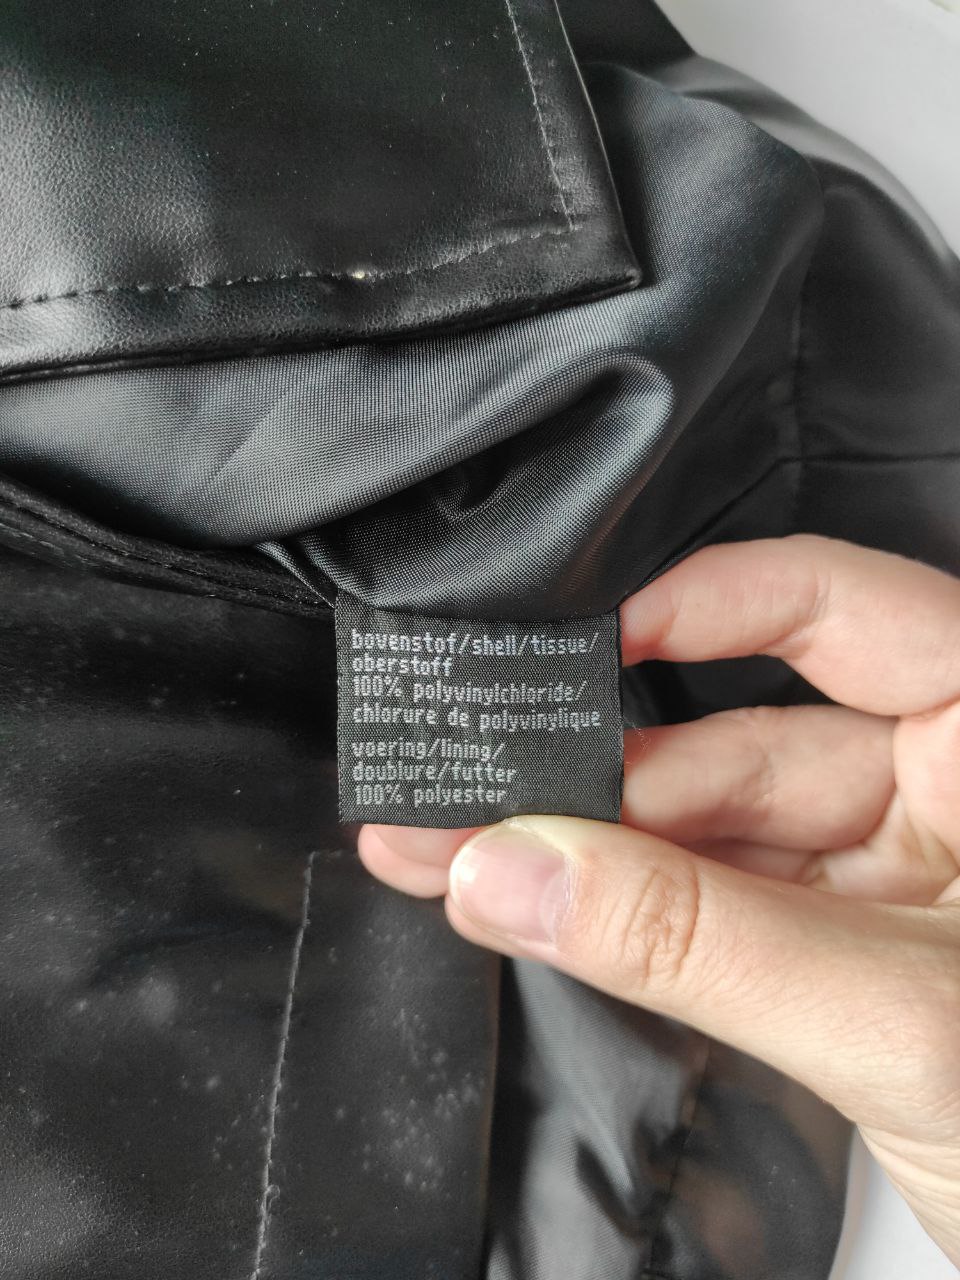 bovenstof/shell/tissue/
oberstoff
100% polyvinylchloride/
chlorure de polyvinylique
voering/lining/
doublure/futter
100% polyester